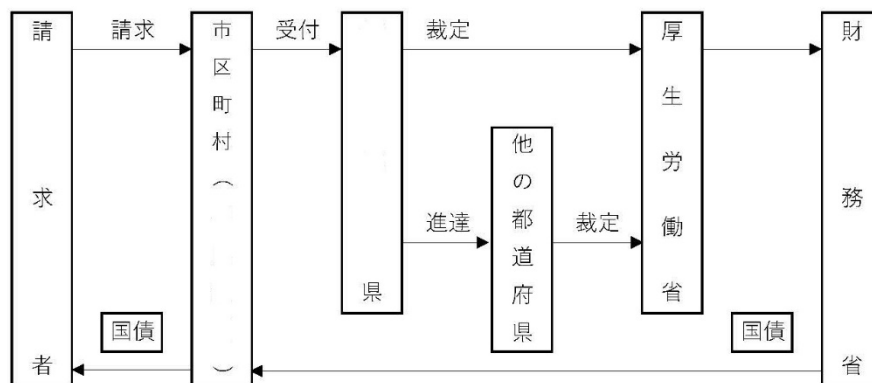 請求者
請求
市区町村（　　　）
受付
県
裁定
進達
他の都道府県
裁定
厚生労働省
財務省
国債
国債